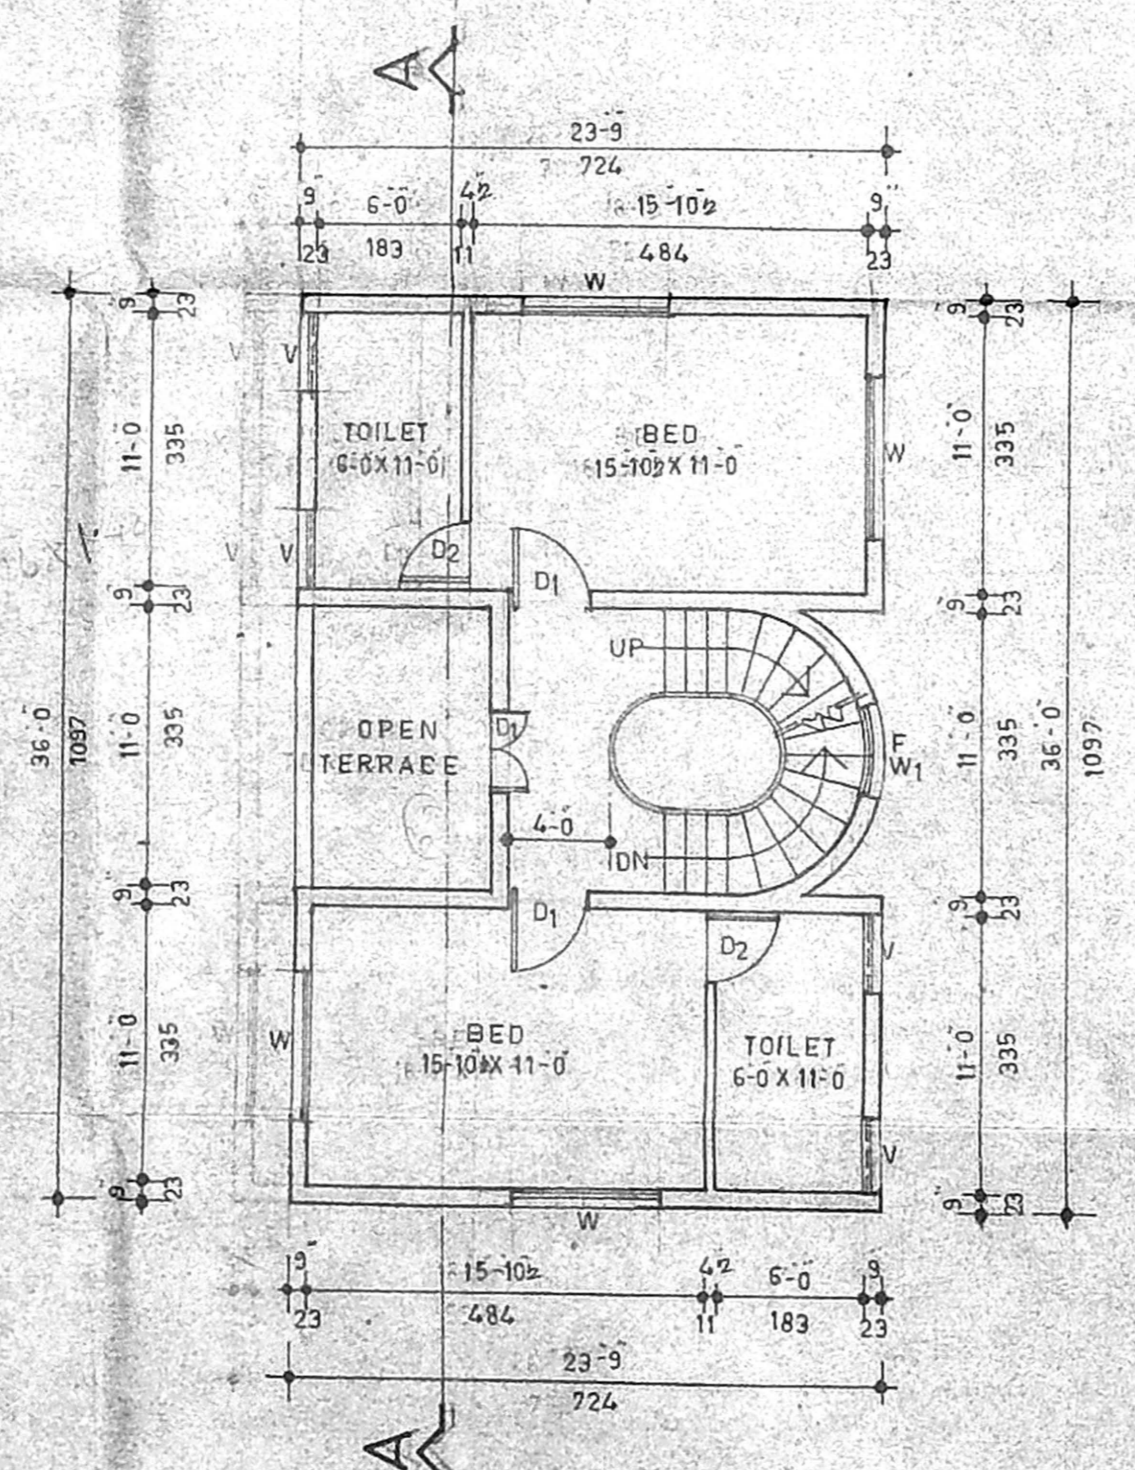 A
23'-9"
724
9"
6'-0"
4½"
15'-10½"
9"
23
183
11
484
23
W
9"
23
9"
23
V
V
11'-0"
335
TOILET
6'-0"X11'-0"
BED
15'-10½"X11'-0"
W
11'-0"
335
V
V
D2
D1
9"
23
9"
23
UP
36'-0"
1097
11'-0"
335
OPEN
TERRACE
D1
F
W1
11'-0"
335
36'-0"
1097
4'-0"
DN
9"
23
9"
23
D1
D2
V
11'-0"
335
W
BED
15'-10½"X11'-0"
TOILET
6'-0"X11'-0"
11'-0"
335
V
9"
23
9"
23
W
9"
15'-10½"
4½"
6'-0"
9"
23
484
11
183
23
23'-9"
724
A